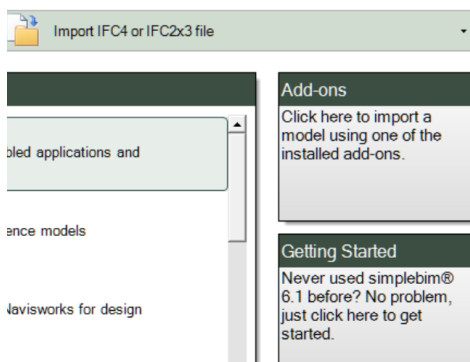 Import IFC4 or IFC2x3 file
Add-ons
Click here to import a
model using one of the
installed add-ons.
applications and
models
Navisworks for design
Getting Started
Never used simplebim®
6.1 before? No problem,
just click here to get
started.